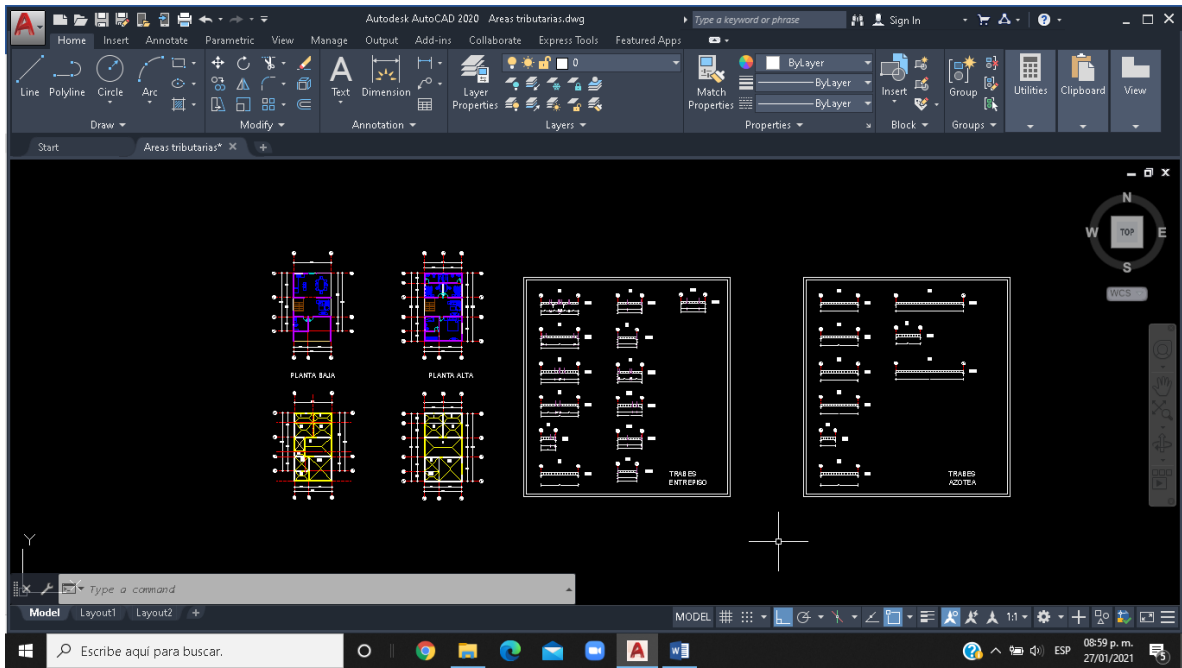 Autodesk AutoCAD 2020 Areas tributarias.dwg
Type a keyword or phrase
Sign In
Home Insert Annotate Parametric View Manage Output Add-ins Collaborate Express Tools Featured Apps
Line Polyline Circle Arc
Text Dimension
Layer Properties
0
Match Properties
ByLayer
ByLayer
ByLayer
Insert
Group
Utilities
Clipboard
View
Draw Modify Annotation Layers Properties Block Groups
Start Areas tributarias* +
N
W TOP E
S
WCS
PLANTA BAJA PLANTA ALTA
TRABES
ENTREPISO
TRABES
AZOTEA
Y
X
Type a command
Model Layout1 Layout2 +
MODEL 1:1
Escribe aquí para buscar.
ESP
08:59 p. m.
27/01/2021
5